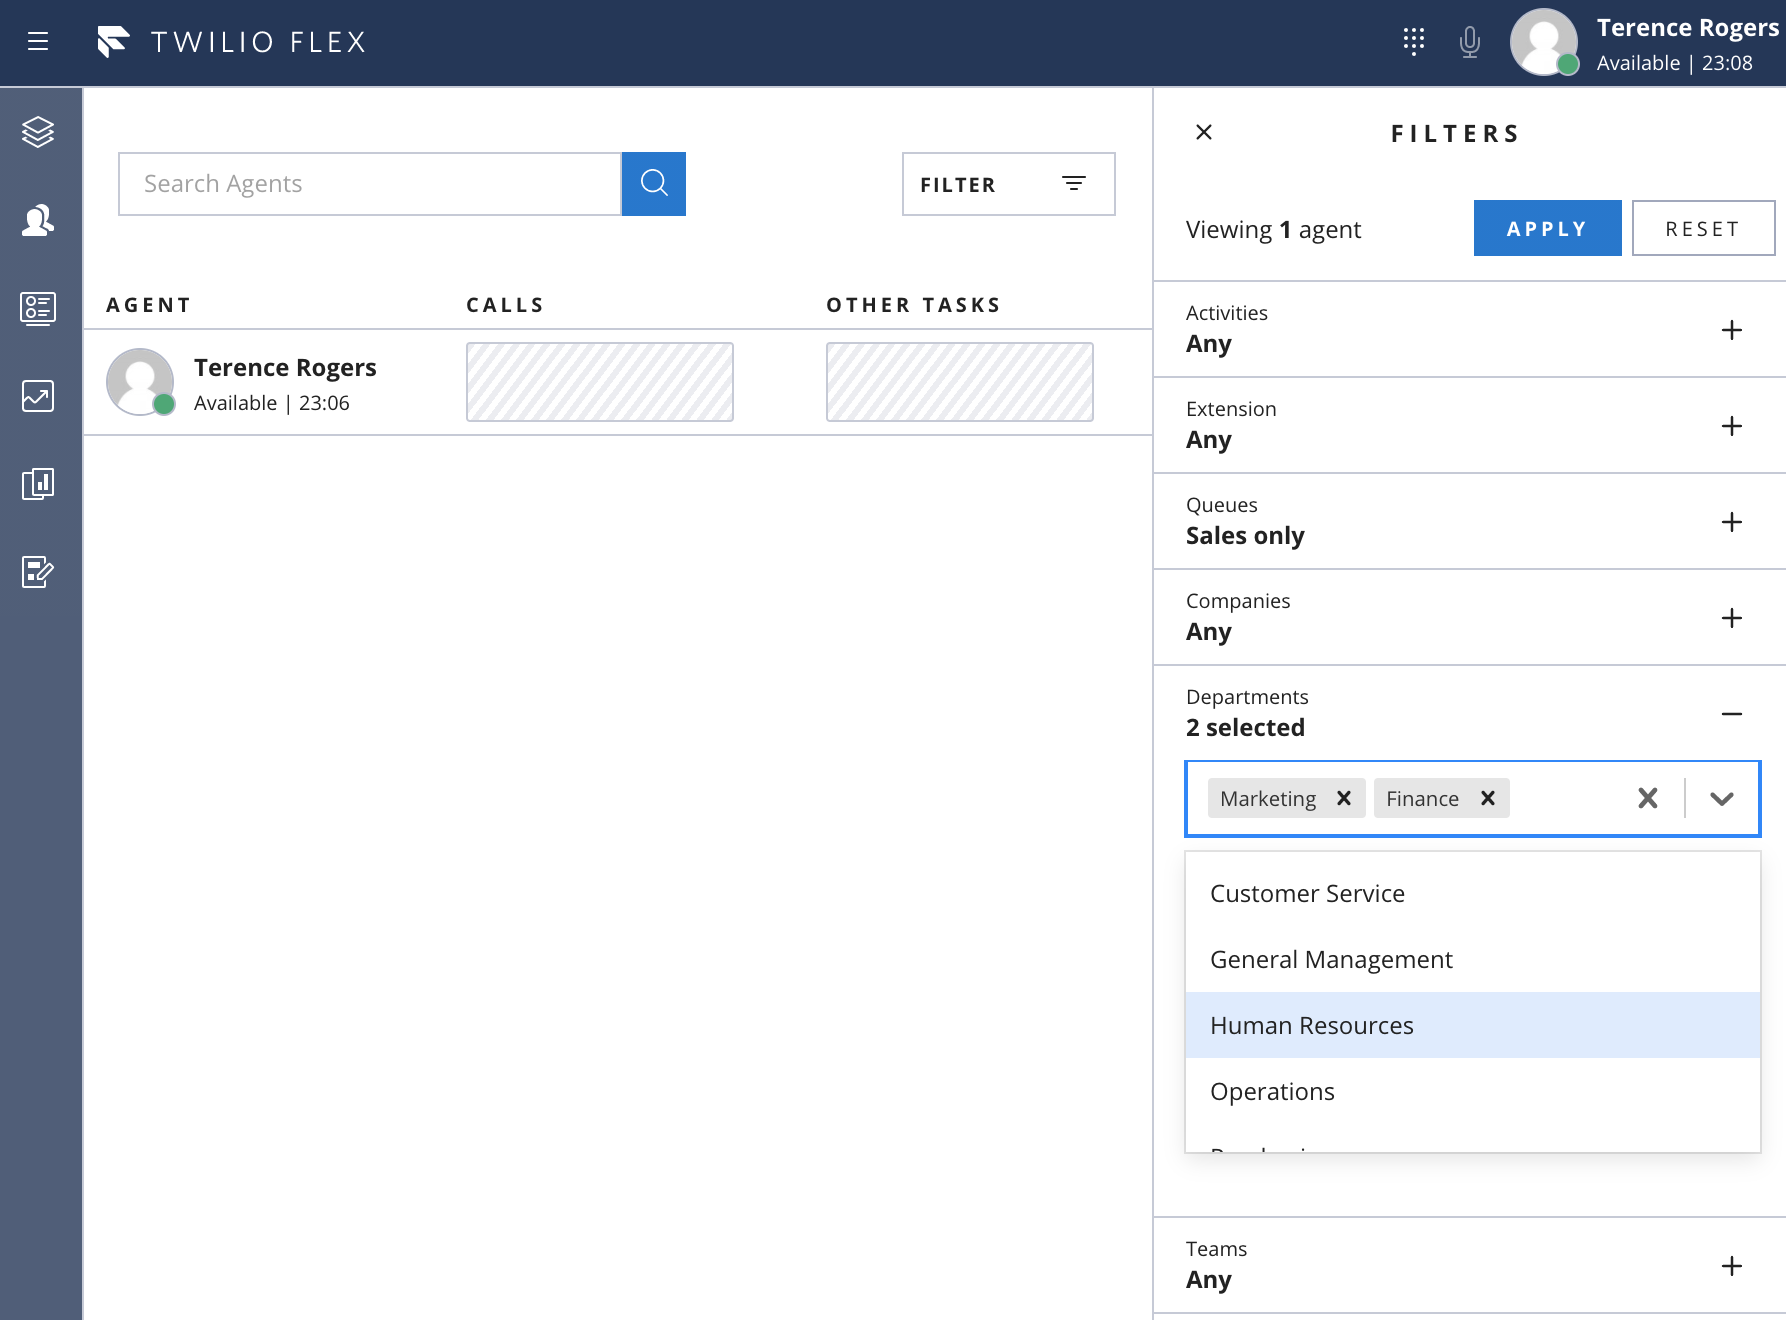 TWILIO FLEX
Terence Rogers
Available | 23:08
Search Agents
FILTER
AGENT
CALLS
OTHER TASKS
Terence Rogers
Available | 23:06
FILTERS
Viewing 1 agent
APPLY
RESET
Activities
Any
Extension
Any
Queues
Sales only
Companies
Any
Departments
2 selected
Marketing
Finance
Customer Service
General Management
Human Resources
Operations
Teams
Any